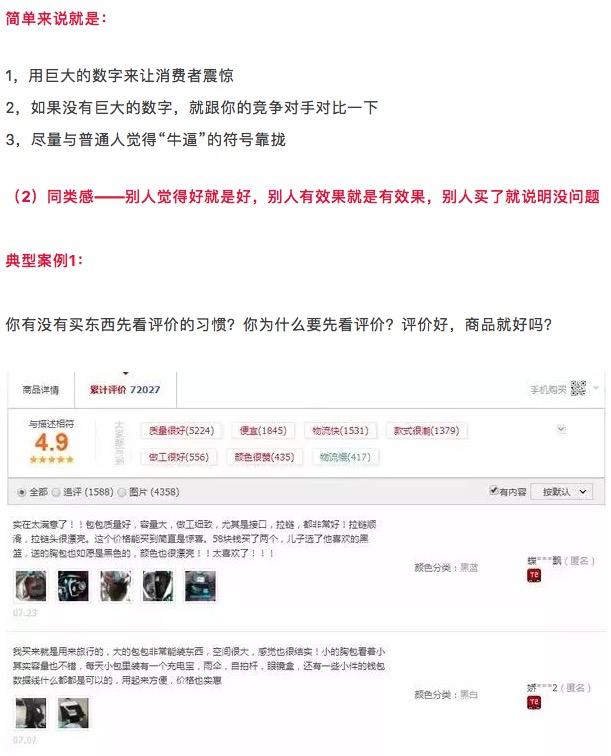 简单来说就是：
1，用巨大的数字来让消费者震惊
2，如果没有巨大的数字，就跟你的竞争对手对比一下
3，尽量与普通人觉得“牛逼”的符号靠拢
（2）同类感——别人觉得好就是好，别人有效果就是有效果，别人买了就说明没问题
典型案例1：
你有没有买东西先看评价的习惯？你为什么要先看评价？评价好，商品就好吗？
商品详情 累计评价 72027 手机购买
与描述相符
4.9
大家都写到
质量很好(5224) 便宜(1845) 物流快(1531) 款式很潮(1379)
做工很好(556) 颜色很赞(435) 物流慢(417)
全部 追评 (1588) 图片 (4358) 有内容 按默认
实在太满意了！！包包质量好，容量大，做工细致，尤其是接口，拉链，都非常好！拉链顺
滑，拉链头很漂亮。这个价格能买到简直是惊喜。58块钱买了两个，儿子选了他喜欢的黑
蓝，送的胸包也如愿是黑色的，颜色也很漂亮！！太喜欢了！！！
颜色分类：黑蓝
蝶***飘（匿名）
T2
07.23
我买来就是用来旅行的，大的包包非常能装东西，空间很大，感觉也很结实！小的胸包看着小
其实容量也不错，每天小包里装有一个充电宝，雨伞，自拍杆，眼镜盒，还有一些小件的钱包
数据线什么都都是可以的，用起来方便，价格也实惠
颜色分类：黑白
娇***2（匿名）
T2
07.07